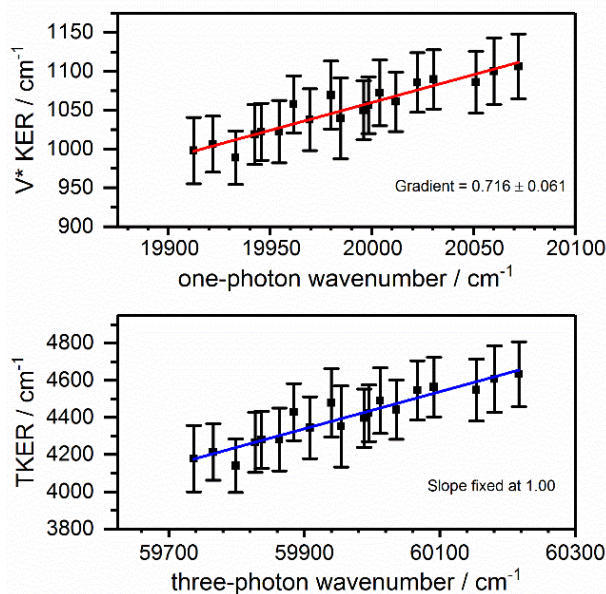 1150
1100
1050
1000
950
900
V* KER / cm-1
Gradient = 0.716 ± 0.061
19900 19950 20000 20050 20100
one-photon wavenumber / cm-1
4800
4600
4400
4200
4000
3800
TKER / cm-1
Slope fixed at 1.00
59700 59900 60100 60300
three-photon wavenumber / cm-1